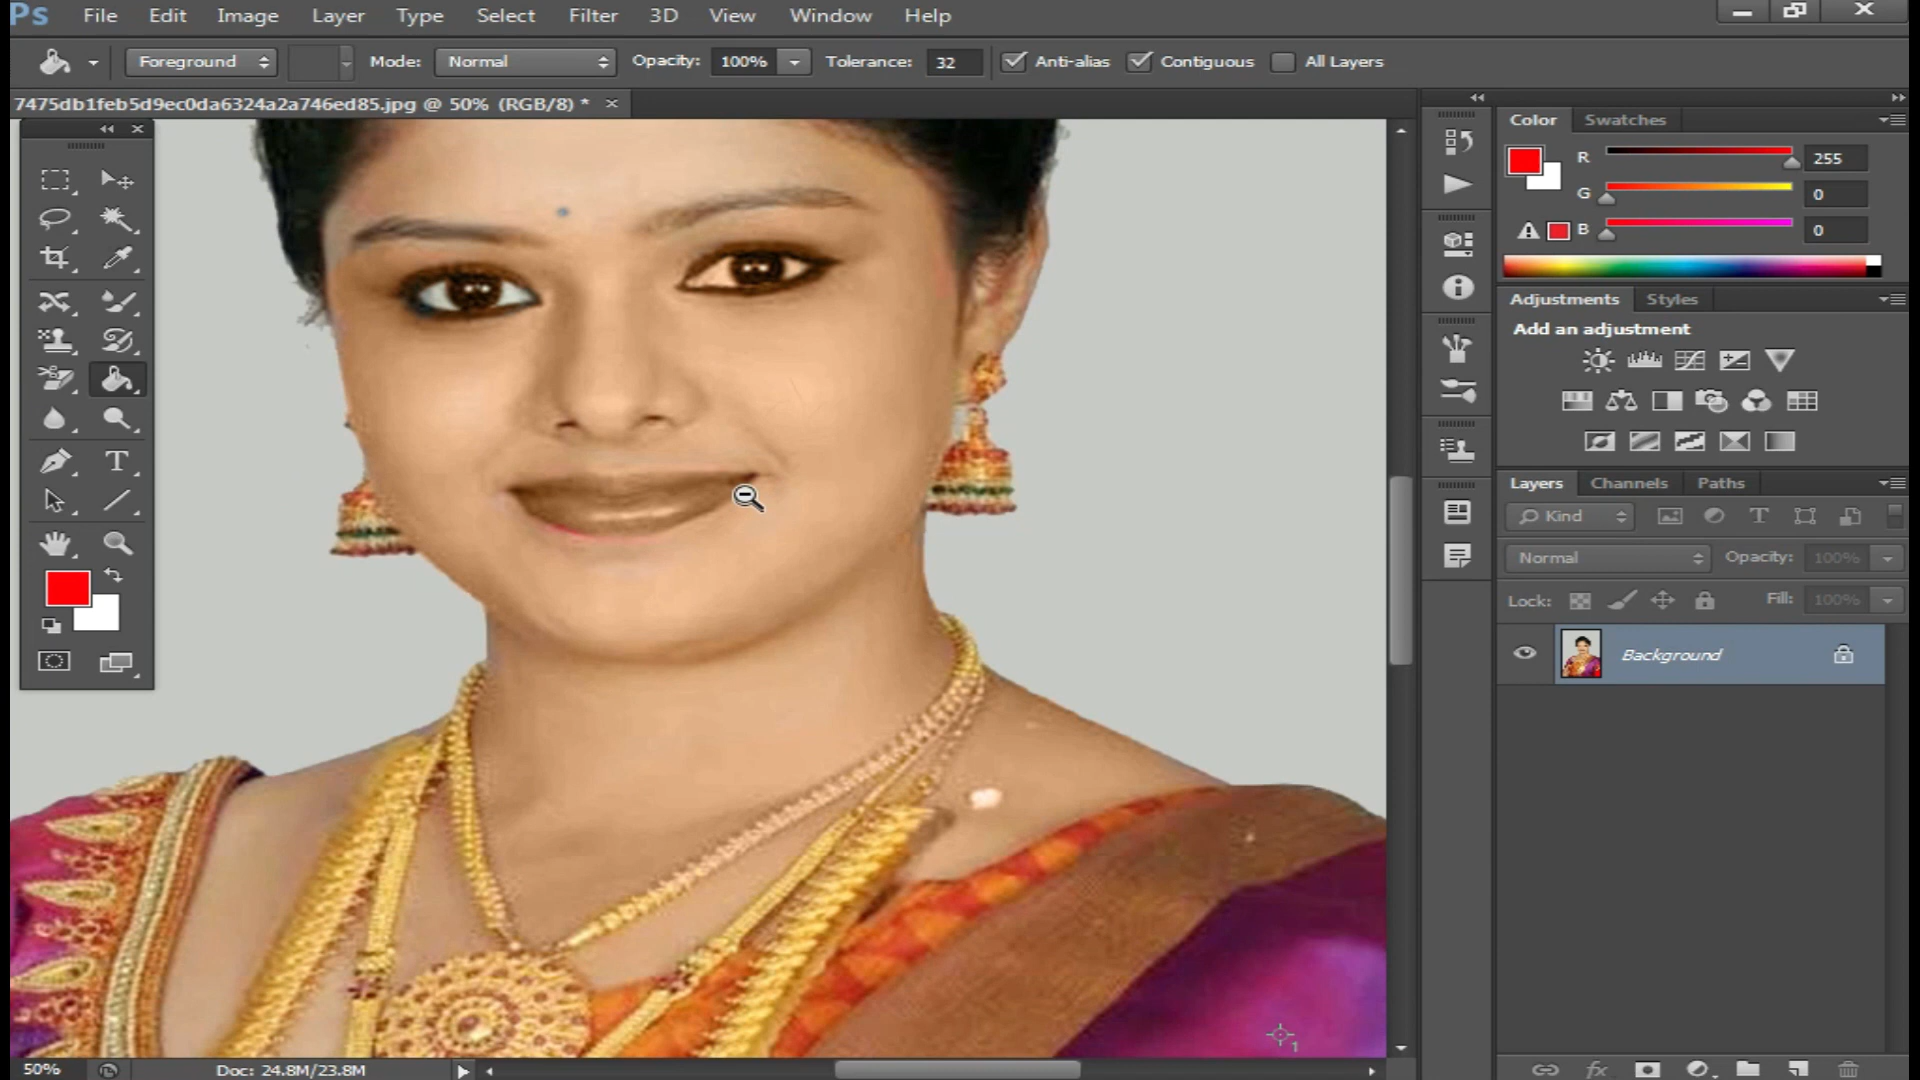 Ps File Edit Image Layer Type Select Filter 3D View Window Help
Foreground Mode: Normal Opacity: 100% Tolerance: 32 Anti-alias Contiguous All Layers
7475db1feb5d9ec0da6324a2a746ed85.jpg @ 50% (RGB/8) * ×
Color Swatches
R 255
G 0
B 0
Adjustments Styles
Add an adjustment
Layers Channels Paths
Kind
Normal Opacity: 100%
Lock: Fill: 100%
Background
1
50% Doc: 24.8M/23.8M
fx